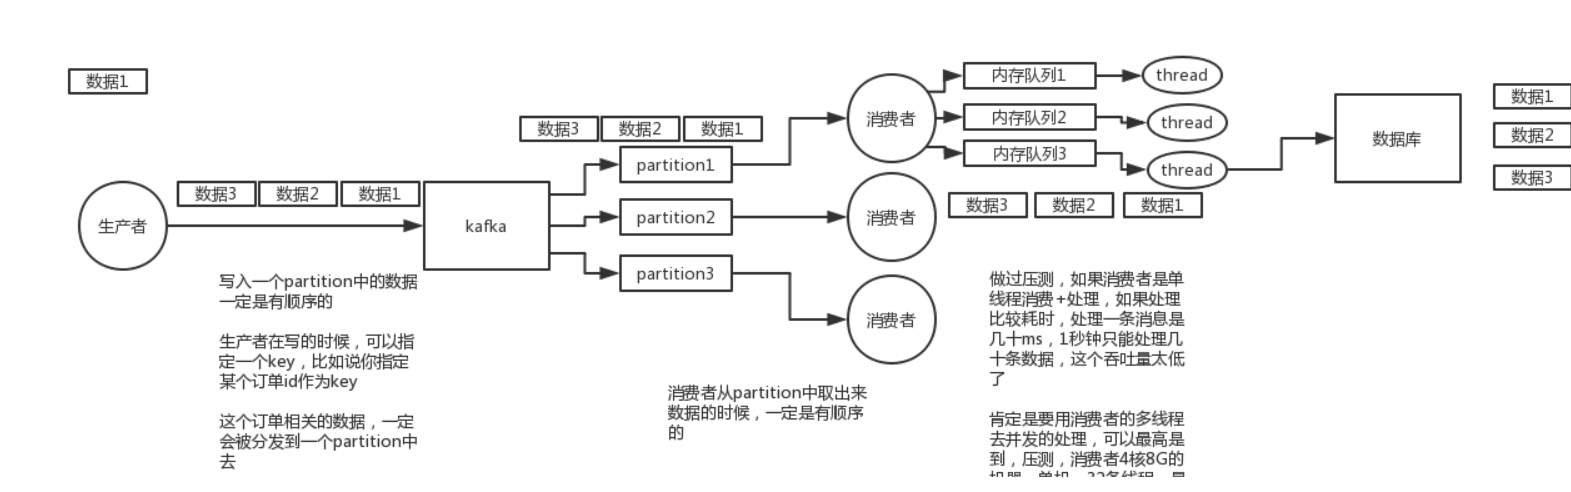 数据1
生产者
数据3
数据2
数据1
kafka
写入一个partition中的数据
一定是有顺序的
生产者在写的时候，可以指
定一个key，比如说你指定
某个订单id作为key
这个订单相关的数据，一定
会被分发到一个partition中
去
数据3
数据2
数据1
partition1
partition2
partition3
消费者
消费者
消费者
消费者从partition中取出来
数据的时候，一定是有顺序
的
内存队列1
thread
内存队列2
thread
内存队列3
thread
数据3
数据2
数据1
做过压测，如果消费者是单
线程消费+处理，如果处理
比较耗时，处理一条消息是
几十ms，1秒钟只能处理几
十条数据，这个吞吐量太低
了
肯定是要用消费者的多线程
去并发的处理，可以最高是
到，压测，消费者4核8G的
数据库
数据1
数据2
数据3